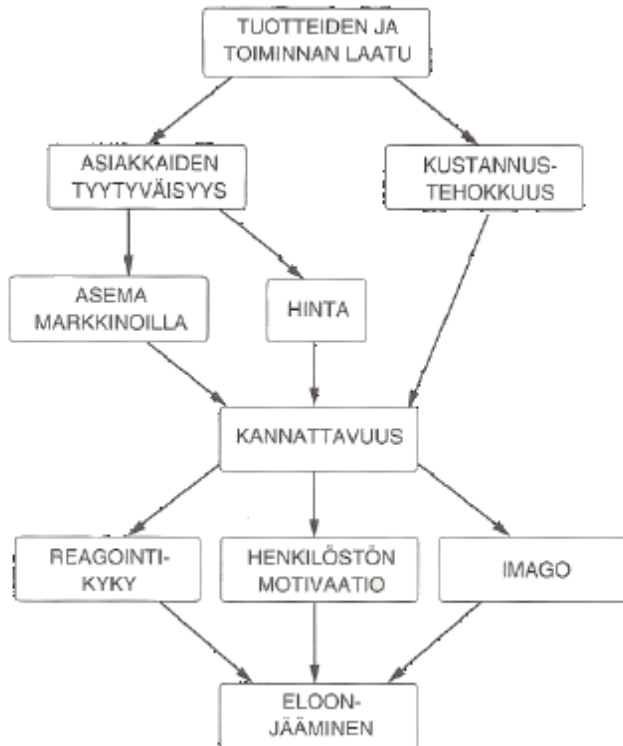 TUOTTEIDEN JA
TOIMINNAN LAATU
ASIAKKAIDEN
TYYTYVÄISYYS
KUSTANNUS-
TEHOKKUUS
ASEMA
MARKKINOILLA
HINTA
KANNATTAVUUS
REAGOINTI-
KYKY
HENKILÖSTÖN
MOTIVAATIO
IMAGO
ELOON-
JÄÄMINEN